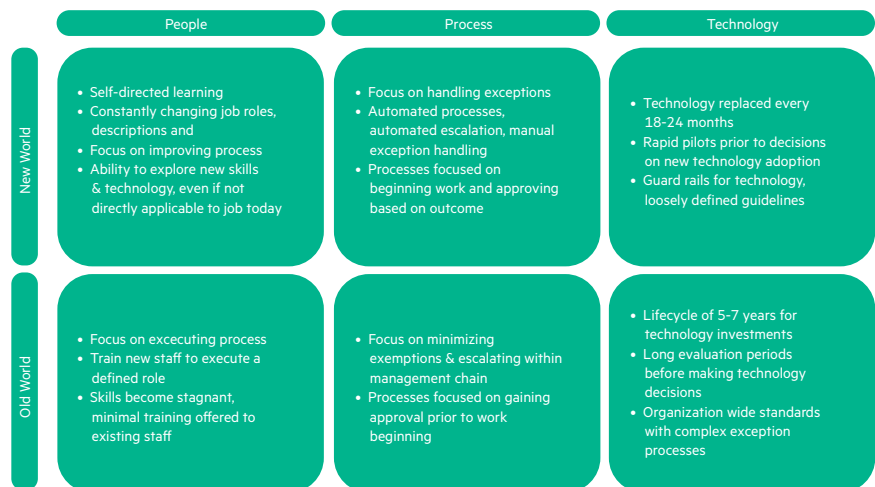 People
Process
Technology
New World
• Self-directed learning
• Constantly changing job roles,
descriptions and
• Focus on improving process
• Ability to explore new skills
& technology, even if not
directly applicable to job today
• Focus on handling exceptions
• Automated processes,
automated escalation, manual
exception handling
• Processes focused on
beginning work and approving
based on outcome
• Technology replaced every
18-24 months
• Rapid pilots prior to decisions
on new technology adoption
• Guard rails for technology,
loosely defined guidelines
Old World
• Focus on excecuting process
• Train new staff to execute a
defined role
• Skills become stagnant,
minimal training offered to
existing staff
• Focus on minimizing
exemptions & escalating within
management chain
• Processes focused on gaining
approval prior to work
beginning
• Lifecycle of 5-7 years for
technology investments
• Long evaluation periods
before making technology
decisions
• Organization wide standards
with complex exception
processes